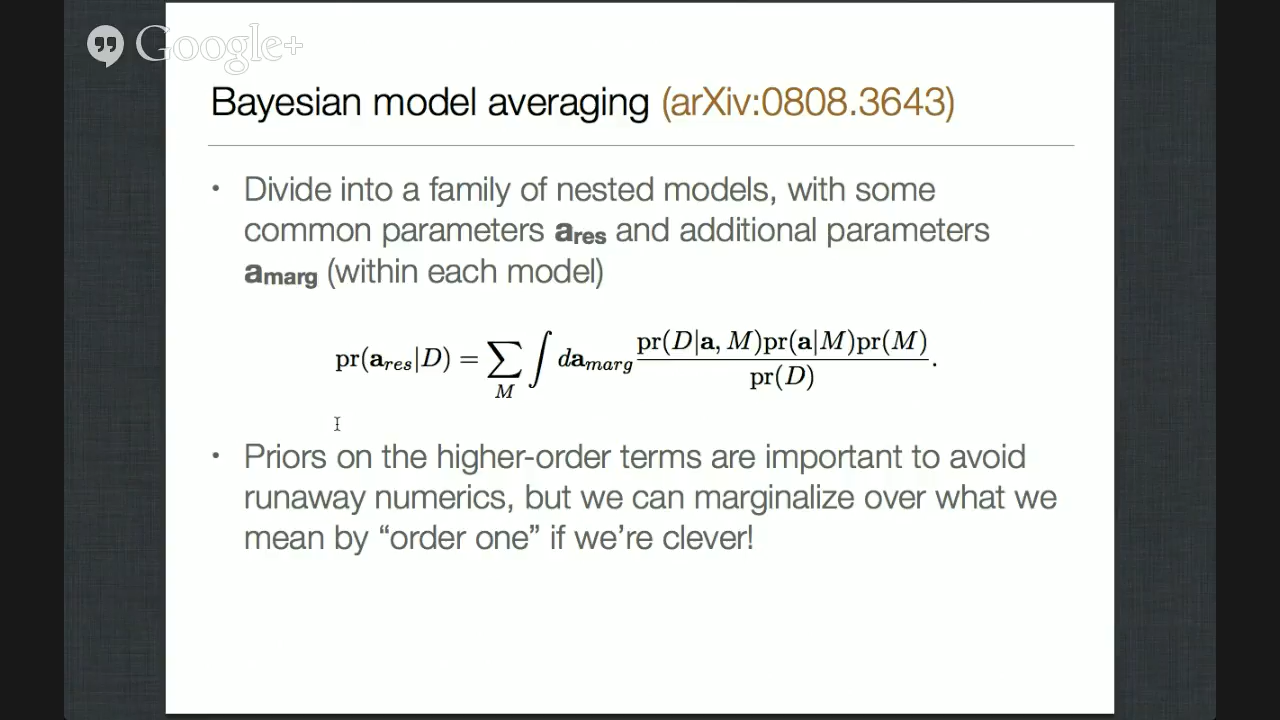 Google+
Bayesian model averaging (arXiv:0808.3643)
• Divide into a family of nested models, with some
common parameters a_res and additional parameters
a_marg (within each model)
pr(a_res|D) = ∑_M ∫ da_marg pr(D|a, M)pr(a|M)pr(M) / pr(D) .
• Priors on the higher-order terms are important to avoid
runaway numerics, but we can marginalize over what we
mean by “order one” if we’re clever!